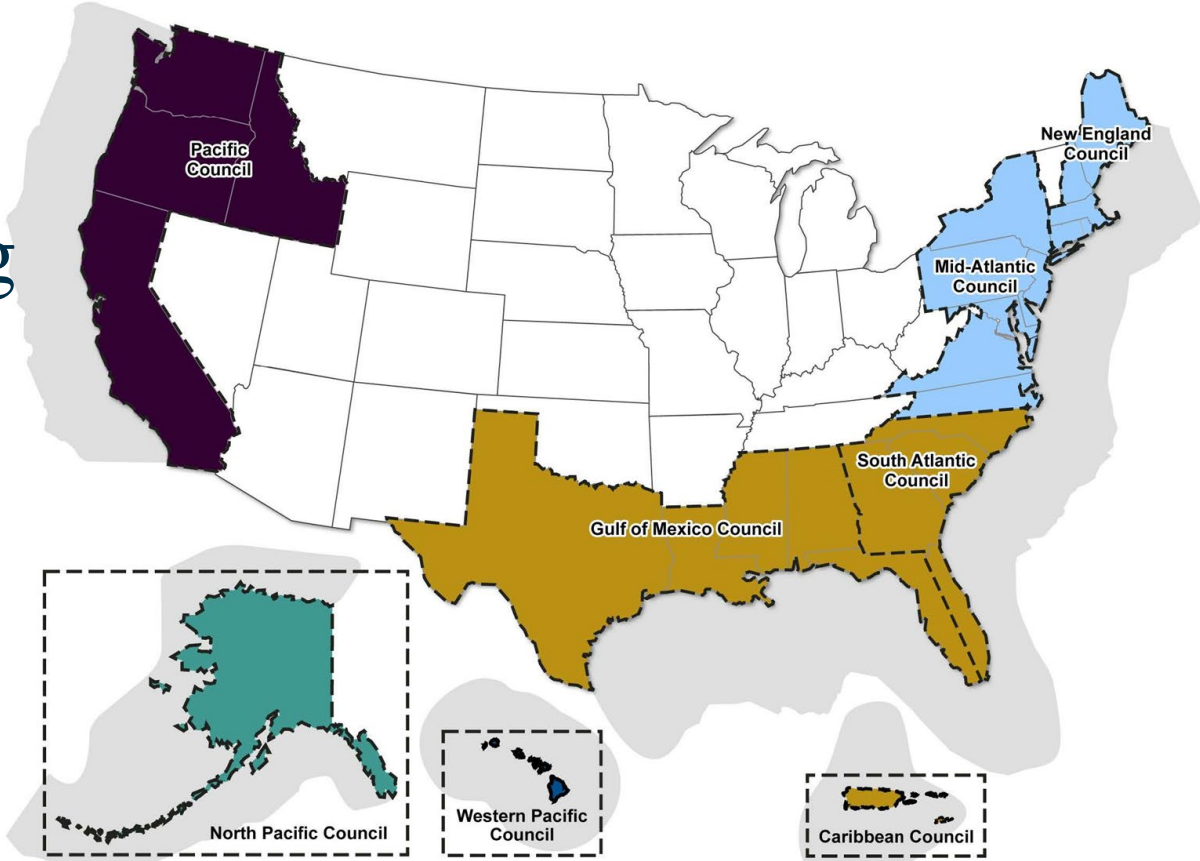 New England
Council
Pacific
Council
g
Mid-Atlantic
Council
South Atlantic
Council
Gulf of Mexico Council
North Pacific Council
Western Pacific
Council
Caribbean Council